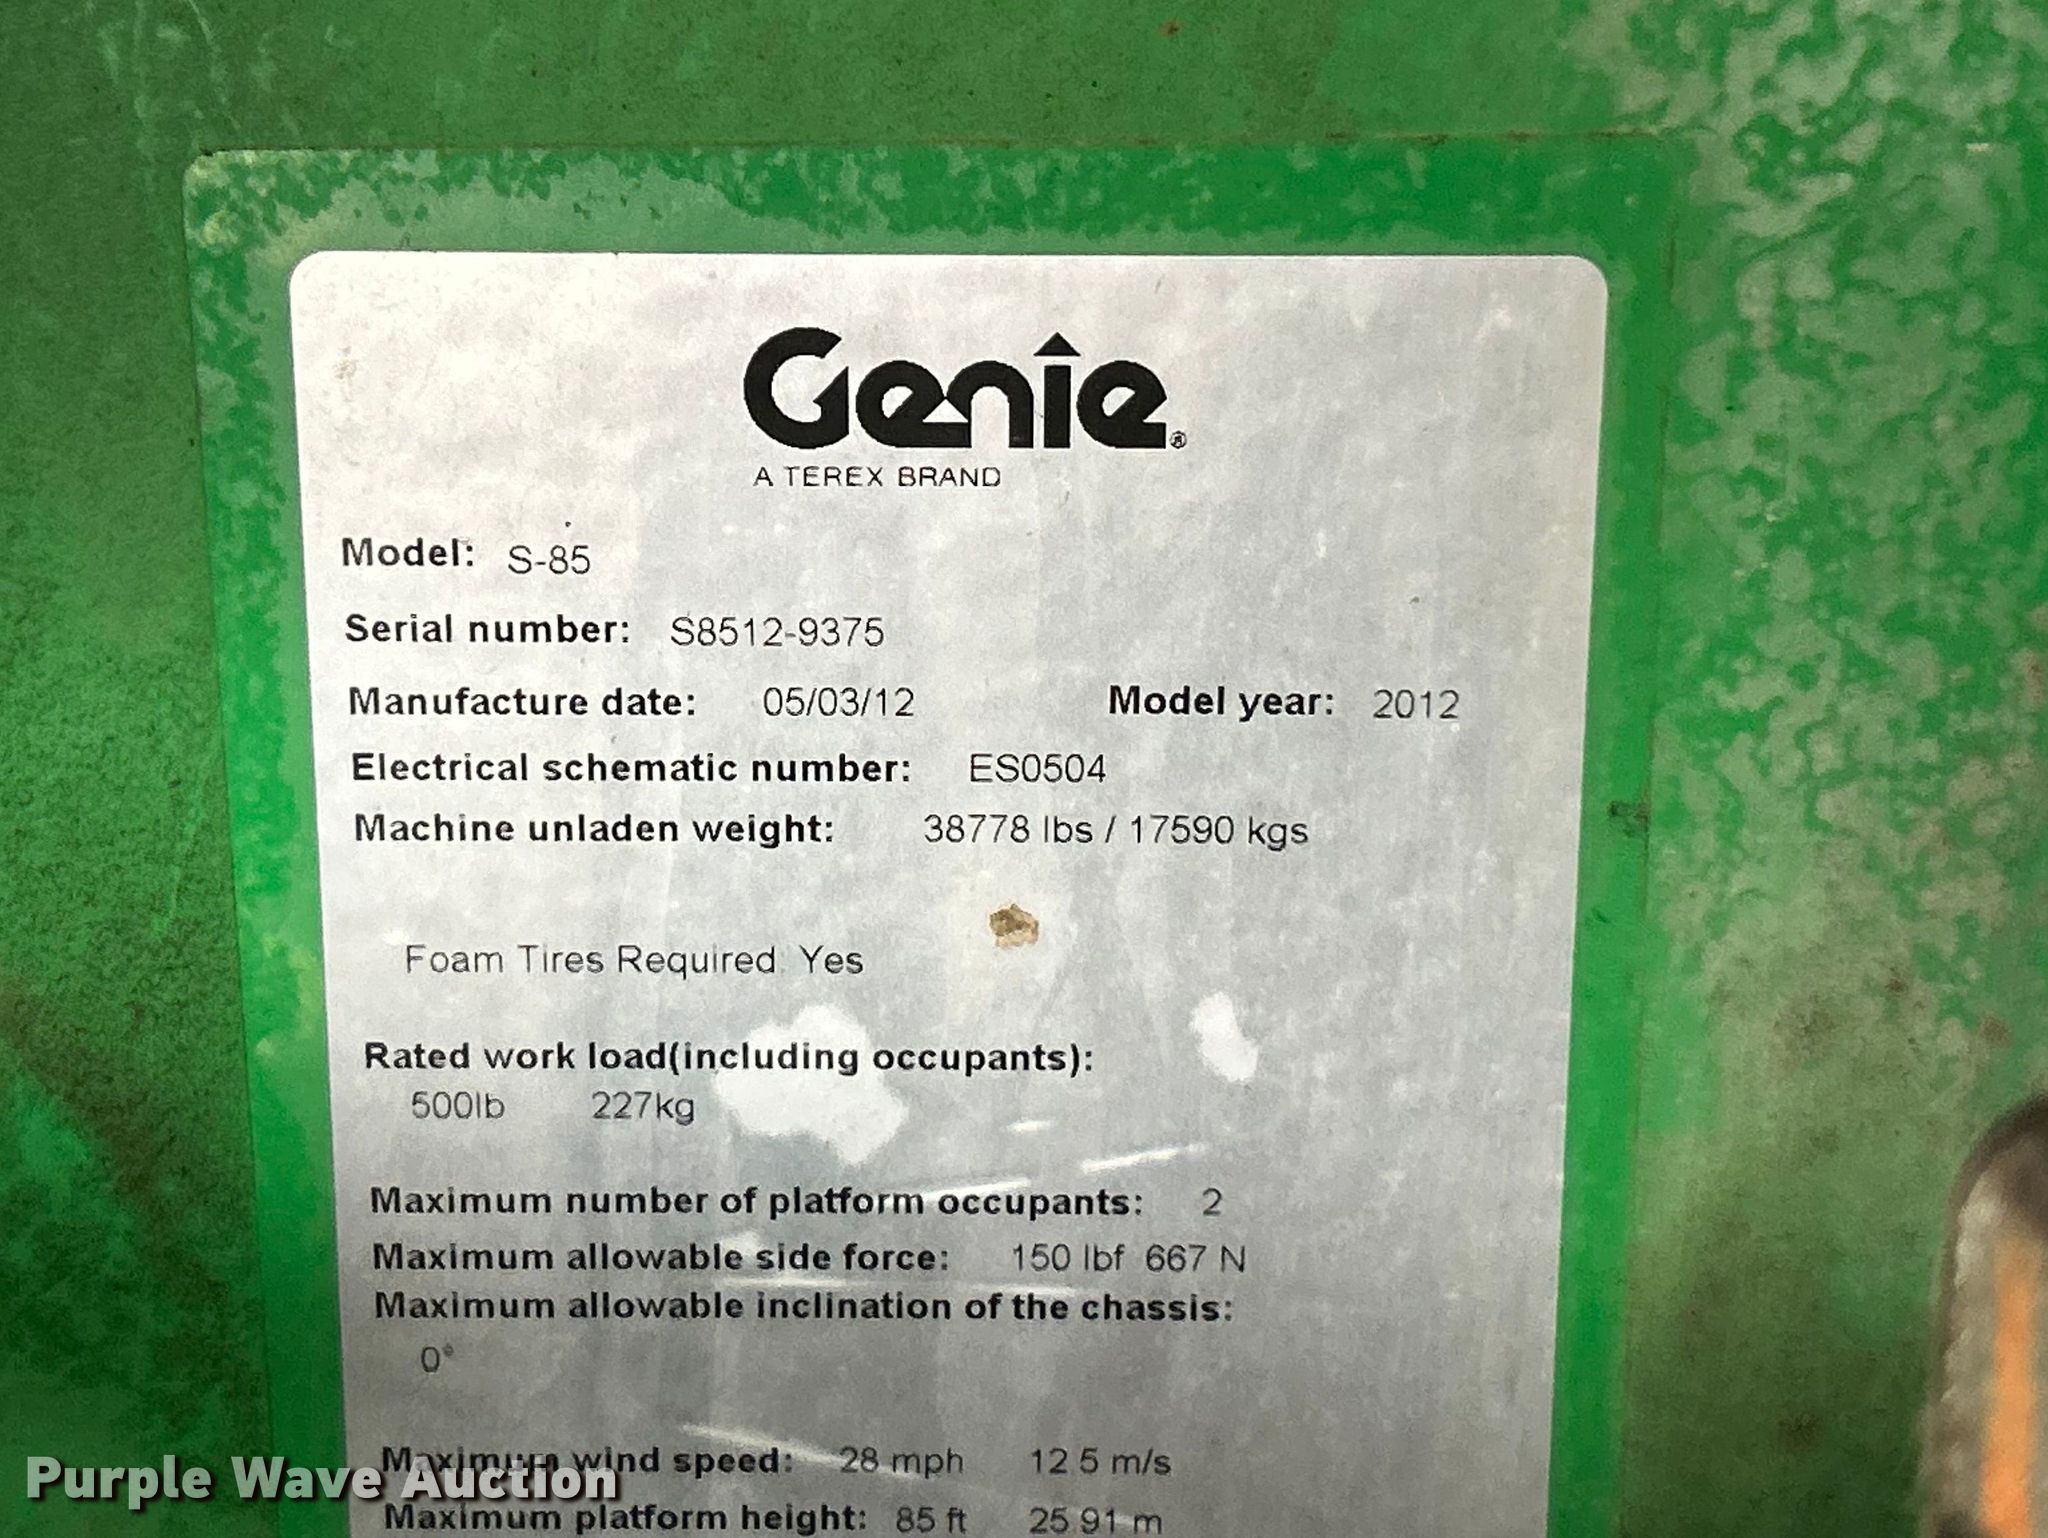 Genie®
A TEREX BRAND
Model: S-85
Serial number: S8512-9375
Manufacture date: 05/03/12 Model year: 2012
Electrical schematic number: ES0504
Machine unladen weight: 38778 lbs / 17590 kgs
Foam Tires Required. Yes
Rated work load(including occupants):
500lb 227kg
Maximum number of platform occupants: 2
Maximum allowable side force: 150 lbf 667 N
Maximum allowable inclination of the chassis:
0°
Maximum wind speed: 28 mph 12.5 m/s
Maximum platform height: 85 ft 25.91 m
Purple Wave Auction